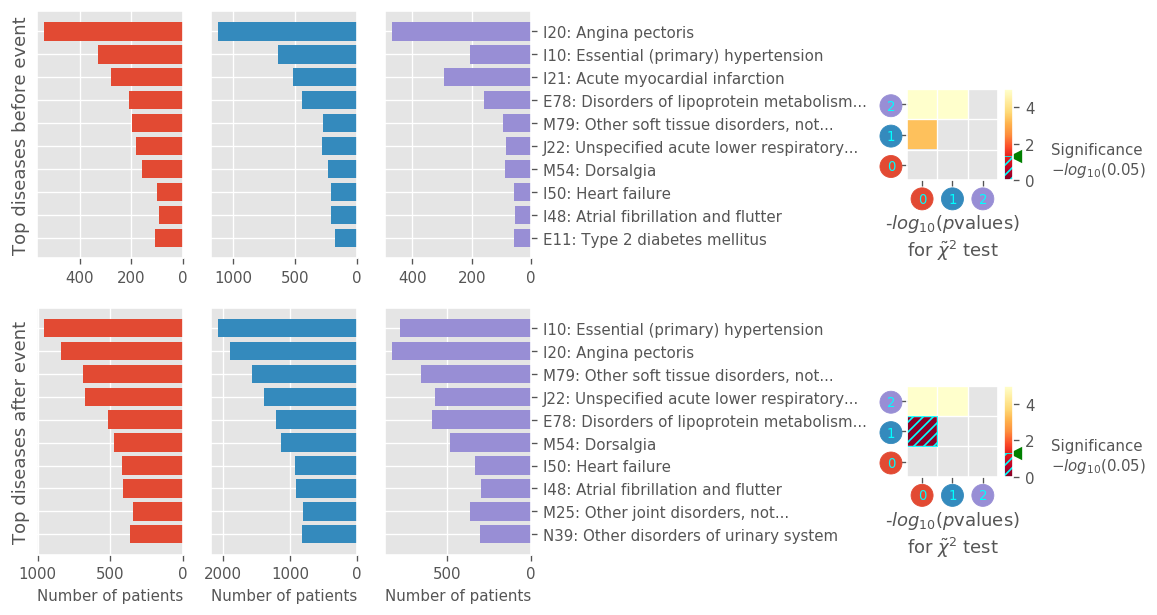 Top diseases before event
I20: Angina pectoris
I10: Essential (primary) hypertension
I21: Acute myocardial infarction
E78: Disorders of lipoprotein metabolism...
M79: Other soft tissue disorders, not...
J22: Unspecified acute lower respiratory...
M54: Dorsalgia
I50: Heart failure
I48: Atrial fibrillation and flutter
E11: Type 2 diabetes mellitus
400 200 0
1000 500 0
400 200 0
2
1
0
0 1 2
4
2
0
Significance
−log₁₀(0.05)
-log₁₀(pvalues)
for χ̃² test
Top diseases after event
I10: Essential (primary) hypertension
I20: Angina pectoris
M79: Other soft tissue disorders, not...
J22: Unspecified acute lower respiratory...
E78: Disorders of lipoprotein metabolism...
M54: Dorsalgia
I50: Heart failure
I48: Atrial fibrillation and flutter
M25: Other joint disorders, not...
N39: Other disorders of urinary system
1000 500 0
2000 1000 0
500 0
Number of patients
Number of patients
Number of patients
2
1
0
0 1 2
4
2
0
Significance
−log₁₀(0.05)
-log₁₀(pvalues)
for χ̃² test